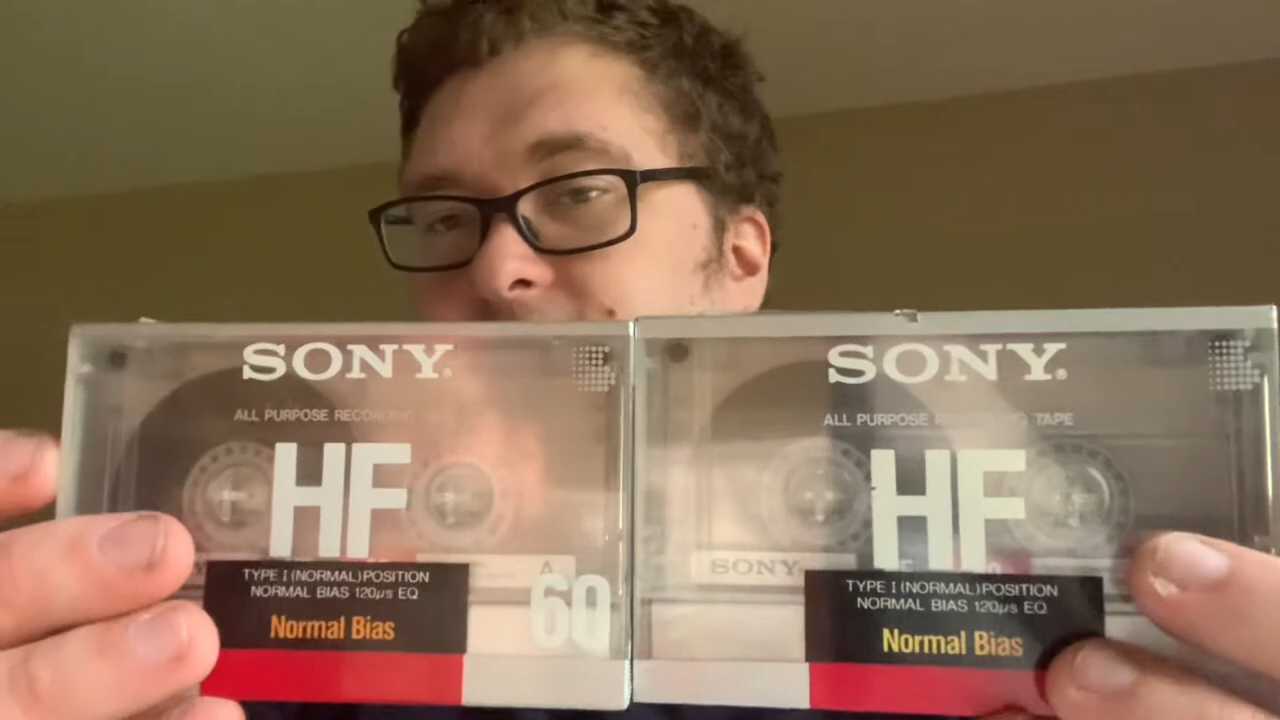 SONY®
ALL PURPOSE RECORDING
HF
TYPE I (NORMAL) POSITION
NORMAL BIAS 120µs EQ
Normal Bias
A
60
SONY®
ALL PURPOSE RECORDING TAPE
HF
SONY
TYPE I (NORMAL) POSITION
NORMAL BIAS 120µs EQ
Normal Bias